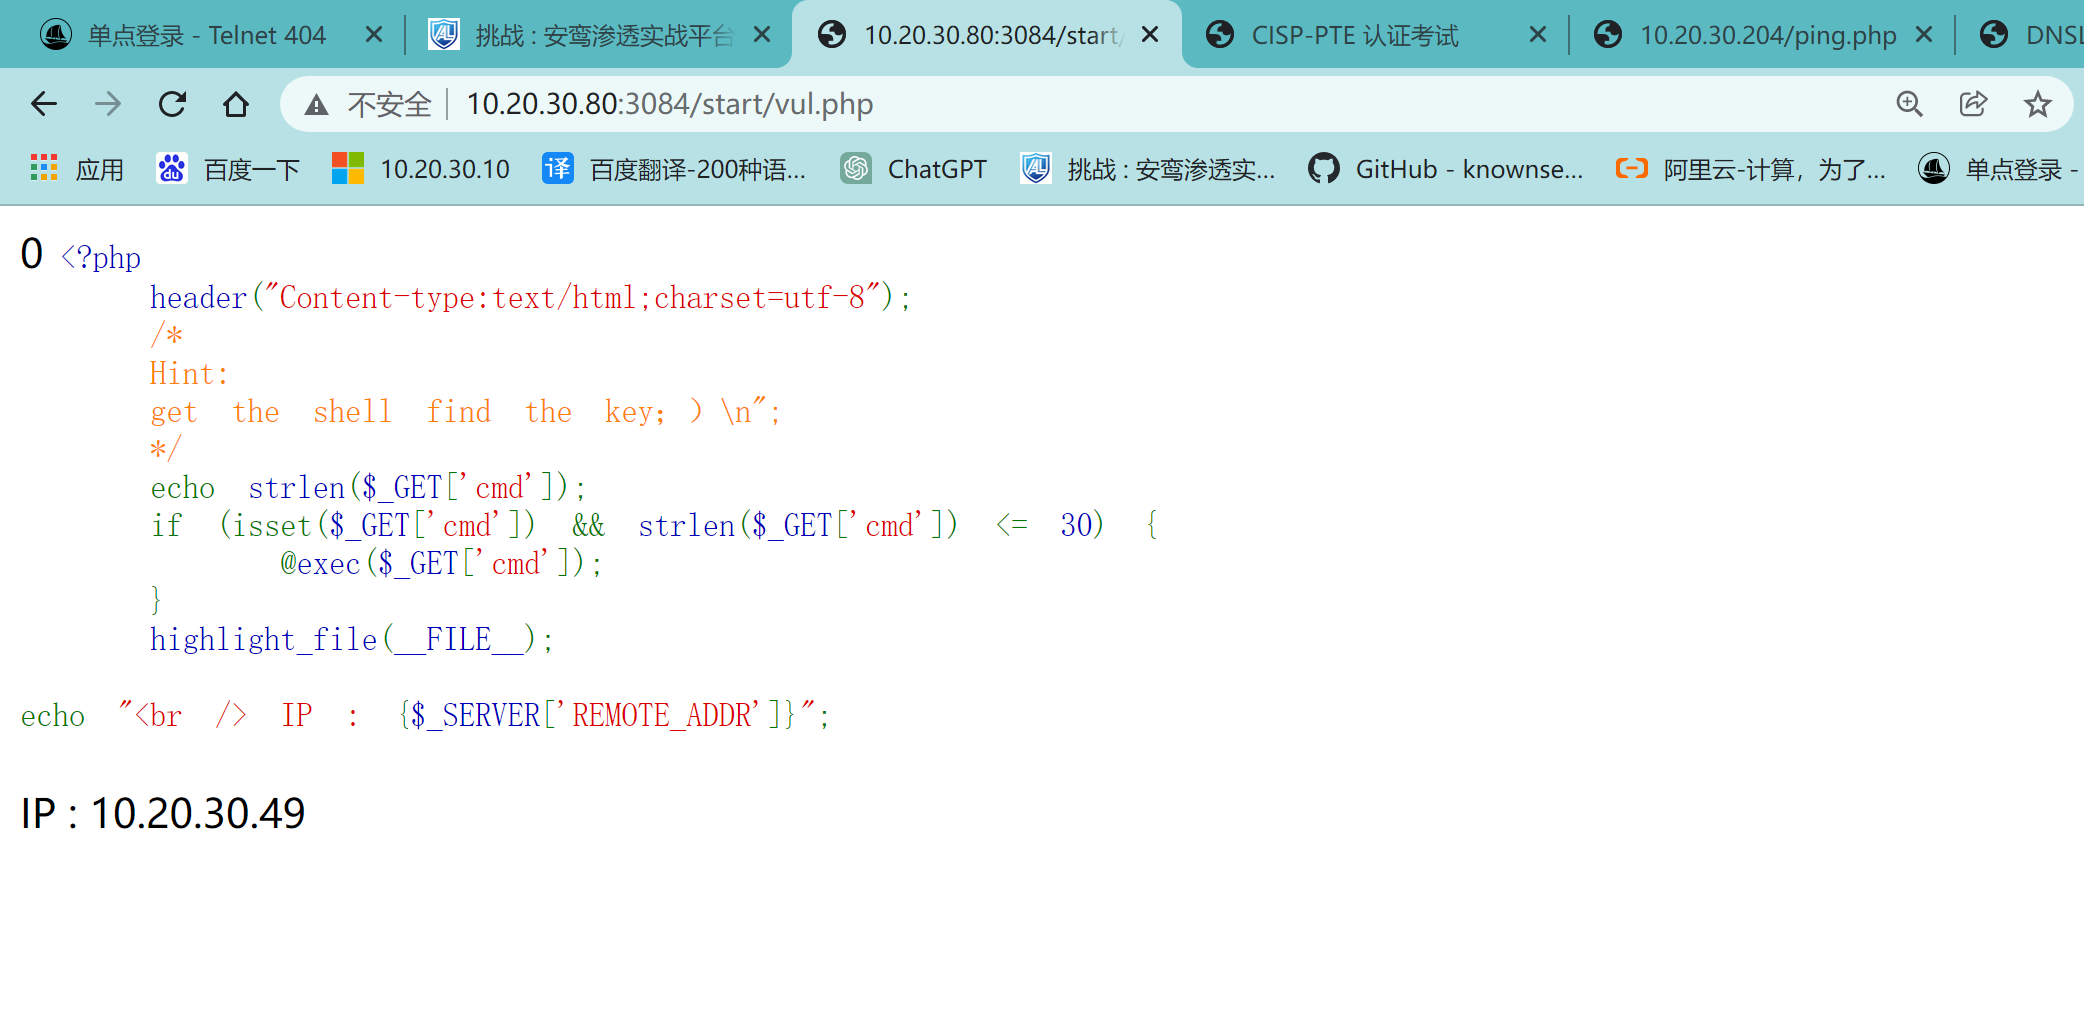 单点登录 - Telnet 404
挑战 : 安鸾渗透实战平台
10.20.30.80:3084/start/
CISP-PTE 认证考试
10.20.30.204/ping.php
DNSL
不安全 10.20.30.80:3084/start/vul.php
应用
百度一下
10.20.30.10
百度翻译-200种语...
ChatGPT
挑战 : 安鸾渗透实...
GitHub - knownse...
阿里云-计算，为了...
单点登录 -
0 <?php
header("Content-type:text/html;charset=utf-8");
/*
Hint:
get the shell find the key；）\n";
*/
echo strlen($_GET['cmd']);
if (isset($_GET['cmd']) && strlen($_GET['cmd']) <= 30) {
@exec($_GET['cmd']);
}
highlight_file(__FILE__);
echo "<br /> IP : {$_SERVER['REMOTE_ADDR']}";
IP : 10.20.30.49